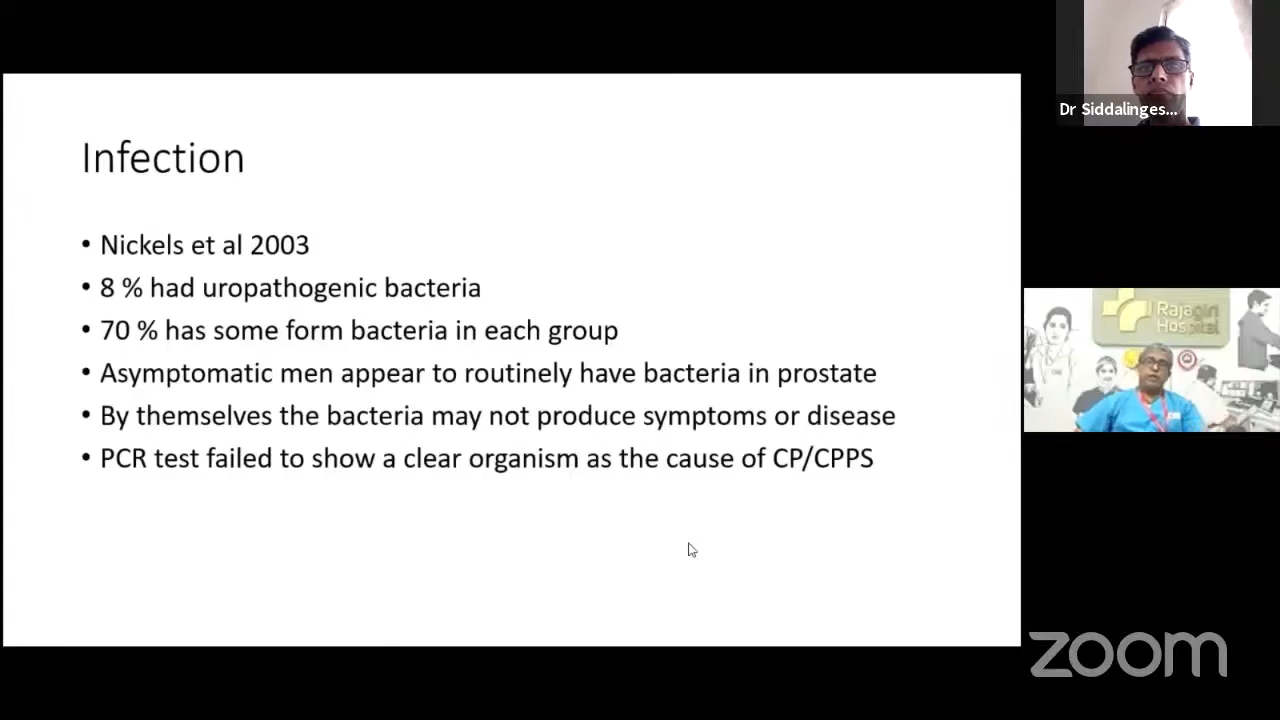 Infection
• Nickels et al 2003
• 8 % had uropathogenic bacteria
• 70 % has some form bacteria in each group
• Asymptomatic men appear to routinely have bacteria in prostate
• By themselves the bacteria may not produce symptoms or disease
• PCR test failed to show a clear organism as the cause of CP/CPPS
Dr Siddalinges...
Rajagiri
Hospital
zoom